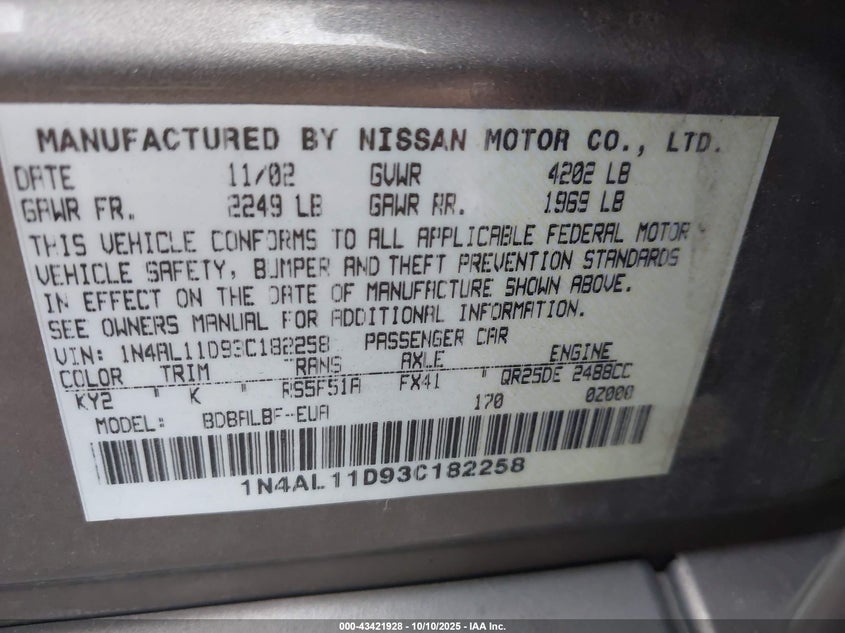 MANUFACTURED BY NISSAN MOTOR CO., LTD.
DATE 11/02 GVWR 4202 LB
GAWR FR. 2249 LB GAWR RR. 1969 LB
THIS VEHICLE CONFORMS TO ALL APPLICABLE FEDERAL MOTOR
VEHICLE SAFETY, BUMPER AND THEFT PREVENTION STANDARDS
IN EFFECT ON THE DATE OF MANUFACTURE SHOWN ABOVE.
SEE OWNERS MANUAL FOR ADDITIONAL INFORMATION.
VIN: 1N4AL11D93C182258 PASSENGER CAR
COLOR TRIM TRANS AXLE ENGINE
KY2 " K " RS5F51A FX41 " QR25DE 2488CC
MODEL: BDBALBF-EUA 170 0Z000
1N4AL11D93C182258
000-43421928 - 10/10/2025 - IAA Inc.